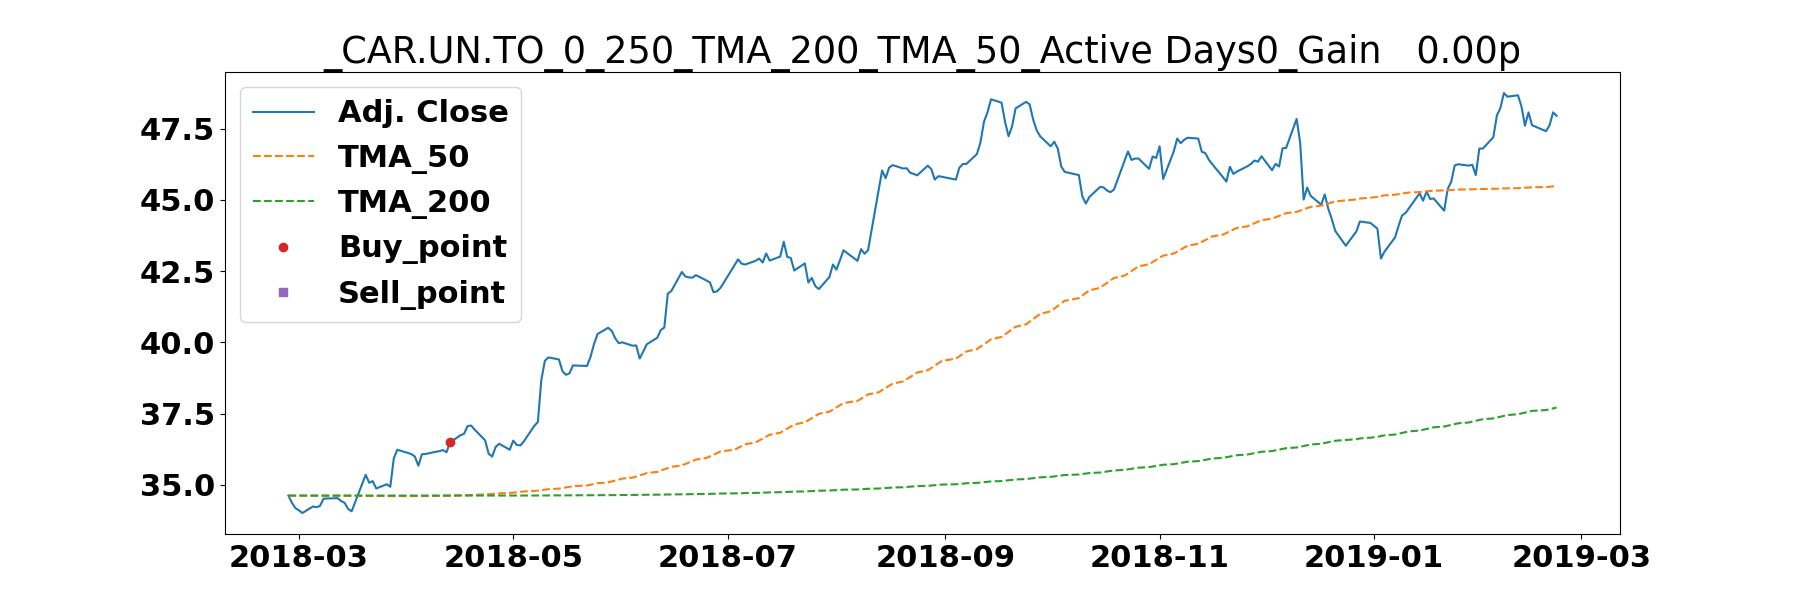 _CAR.UN.TO_0_250_TMA_200_TMA_50_Active Days0_Gain   0.00p
Adj. Close
TMA_50
TMA_200
Buy_point
Sell_point
47.5
45.0
42.5
40.0
37.5
35.0
2018-03 2018-05 2018-07 2018-09 2018-11 2019-01 2019-03